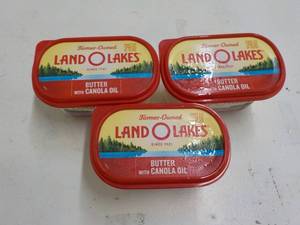 Farmer-Owned
LAND O LAKES
SINCE 1921
BUTTER
WITH CANOLA OIL
Farmer-Owned
LAND O LAKES
BUTTER
WITH CANOLA OIL
Farmer-Owned
LAND O LAKES
SINCE 1921
BUTTER
WITH CANOLA OIL